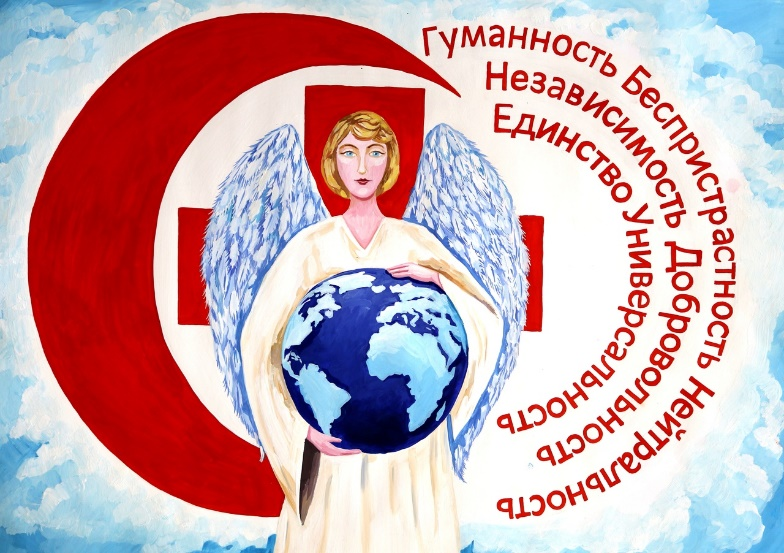 Гуманность Беспристрастность Нейтральность
Независимость Добровольность
Единство Универсальность